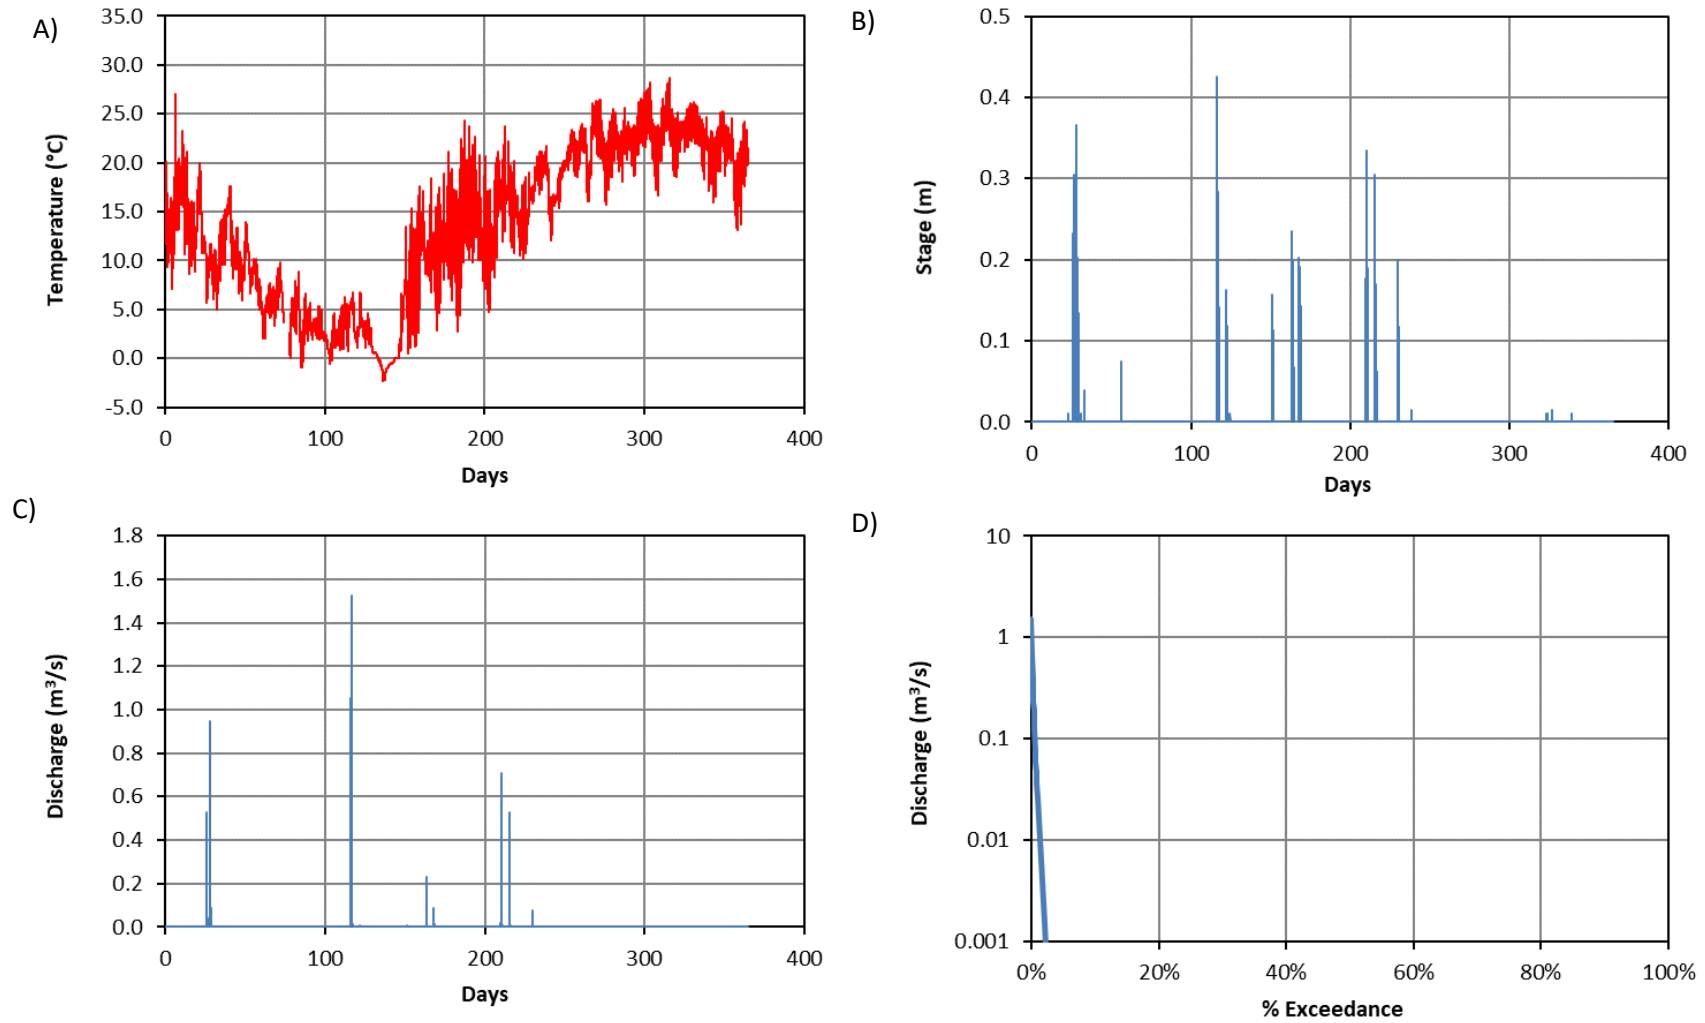 A)
35.0
30.0
25.0
20.0
15.0
10.0
5.0
0.0
-5.0
Temperature (°C)
0 100 200 300 400
Days
B)
0.5
0.4
0.3
0.2
0.1
0.0
Stage (m)
0 100 200 300 400
Days
C)
1.8
1.6
1.4
1.2
1.0
0.8
0.6
0.4
0.2
0.0
Discharge (m³/s)
0 100 200 300 400
Days
D)
10
1
0.1
0.01
0.001
Discharge (m³/s)
0% 20% 40% 60% 80% 100%
% Exceedance